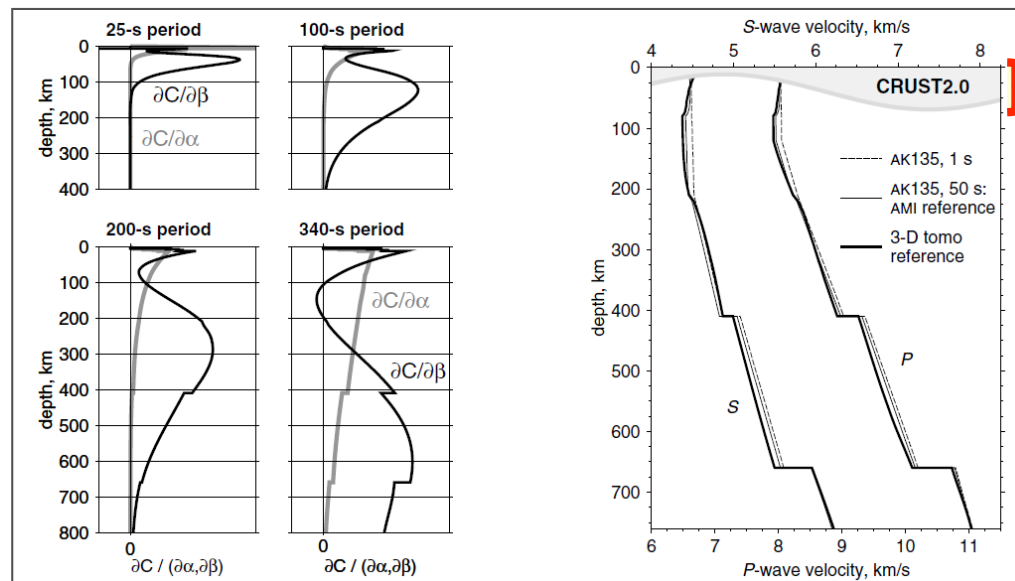 25-s period
100-s period
0
100
200
300
400
depth, km
∂C/∂β
∂C/∂α
200-s period
340-s period
0
100
200
300
400
500
600
700
800
depth, km
∂C/∂α
∂C/∂β
0
0
∂C / (∂α,∂β)
∂C / (∂α,∂β)
S-wave velocity, km/s
4 5 6 7 8
0
100
200
300
400
500
600
700
depth, km
CRUST2.0
AK135, 1 s
AK135, 50 s:
AMI reference
3-D tomo
reference
P
S
6 7 8 9 10 11
P-wave velocity, km/s